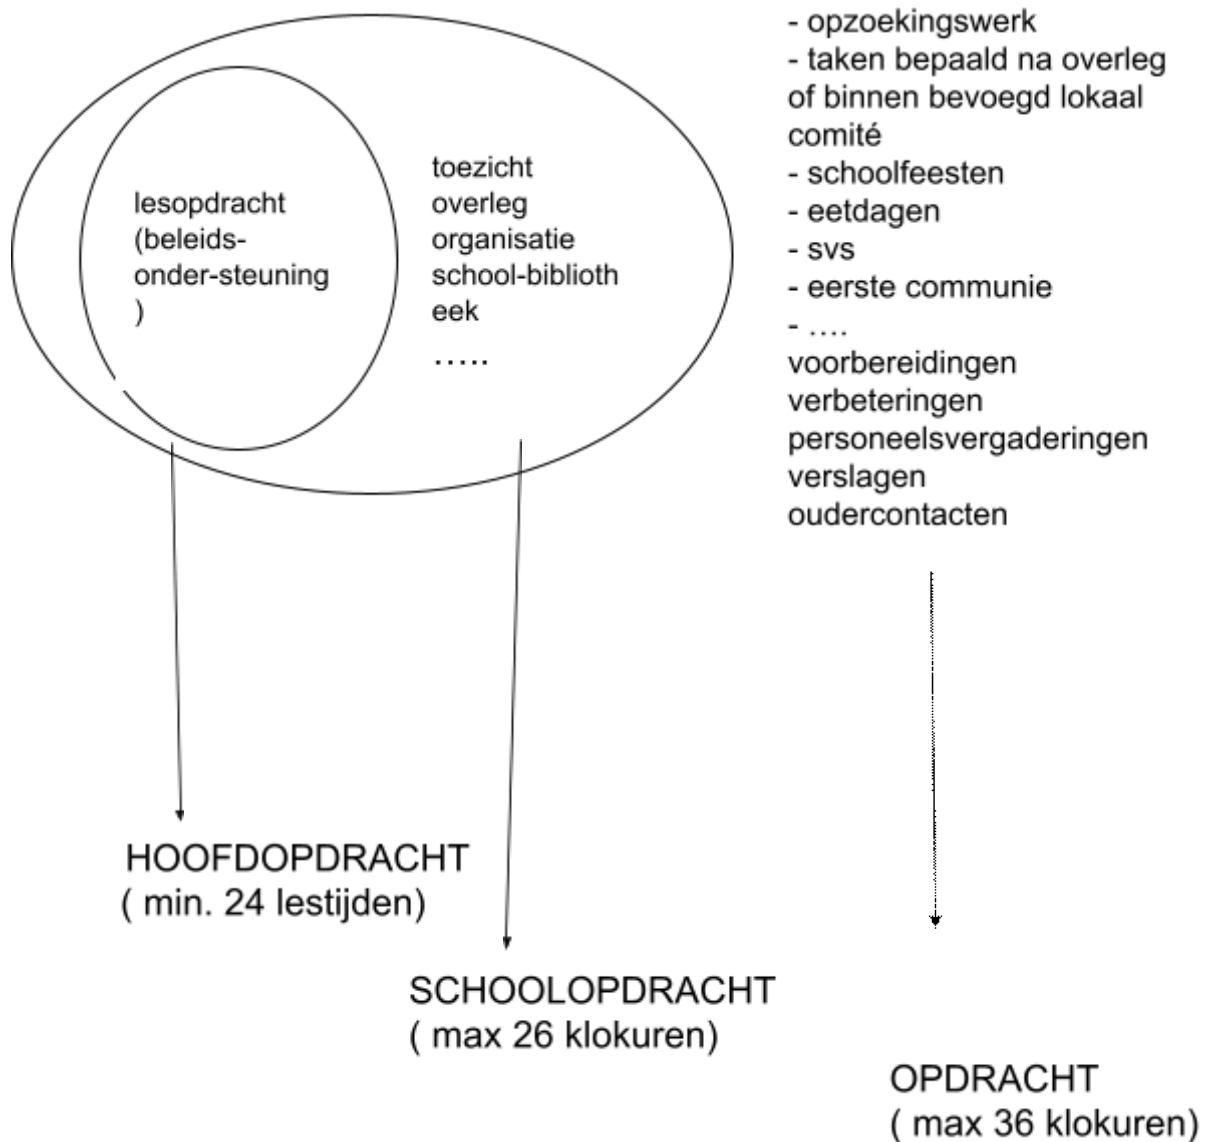 lesopdracht
(beleids-
onder-steuning
)
toezicht
overleg
organisatie
school-biblioth
eek
.....
- opzoekingswerk
- taken bepaald na overleg
of binnen bevoegd lokaal
comité
- schoolfeesten
- eetdagen
- svs
- eerste communie
- ....
voorbereidingen
verbeteringen
personeelsvergaderingen
verslagen
oudercontacten
HOOFDOPDRACHT
( min. 24 lestijden)
SCHOOLOPDRACHT
( max 26 klokuren)
OPDRACHT
( max 36 klokuren)